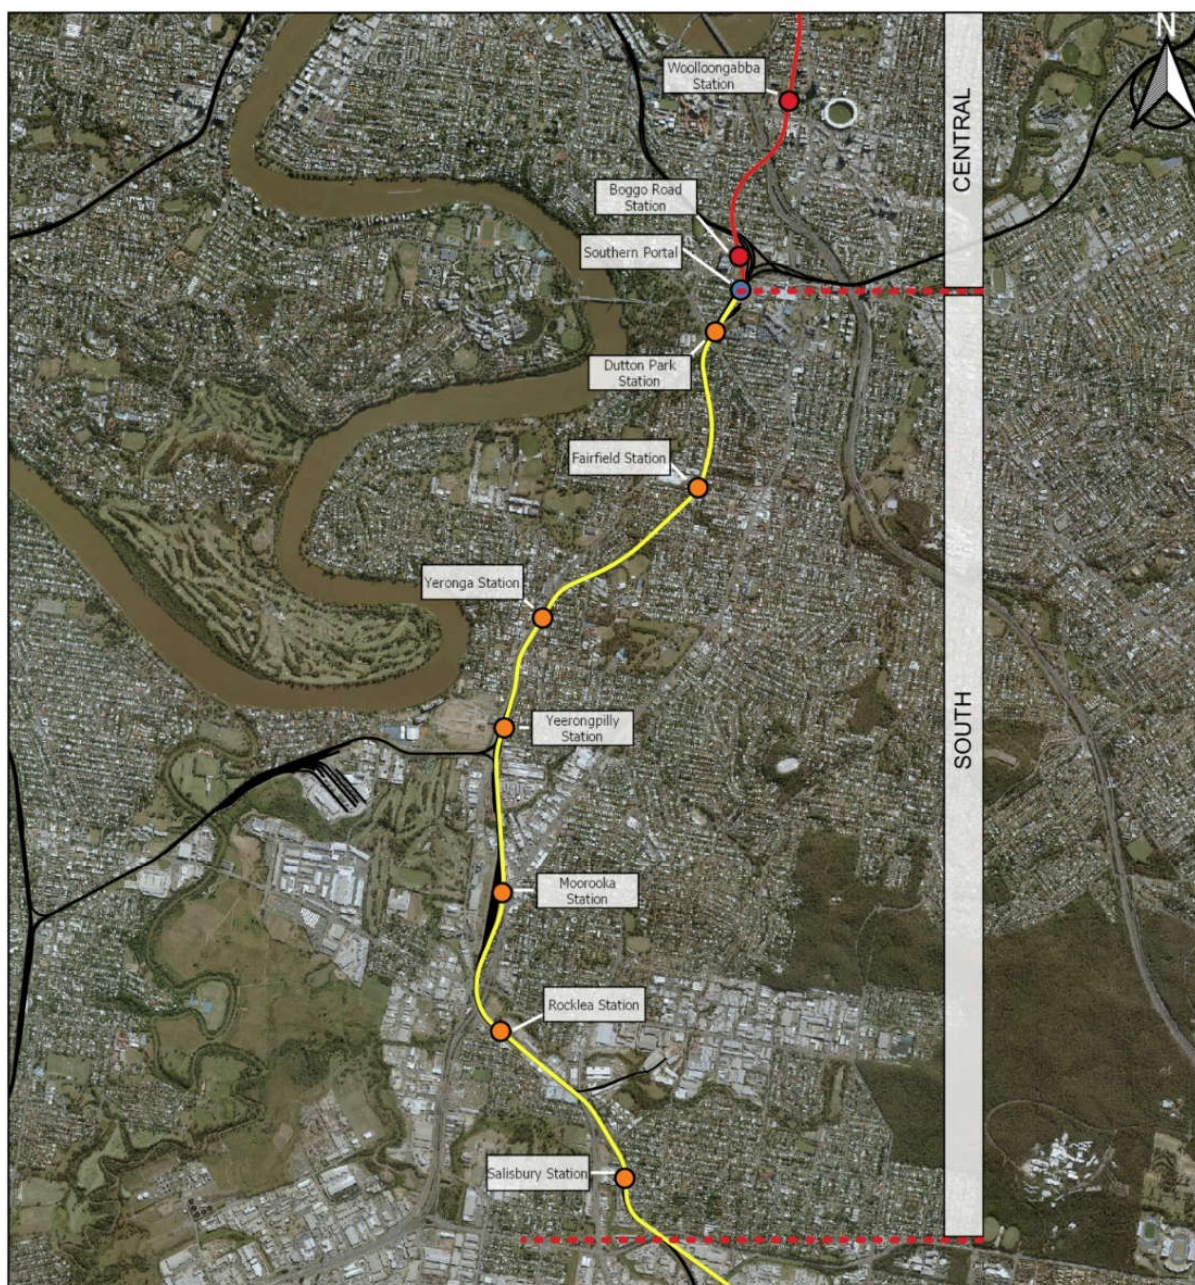 N
Woolloongabba
Station
CENTRAL
Boggo Road
Station
Southern Portal
Dutton Park
Station
Fairfield Station
Yeronga Station
SOUTH
Yeerongpilly
Station
Moorooka
Station
Rocklea Station
Salisbury Station